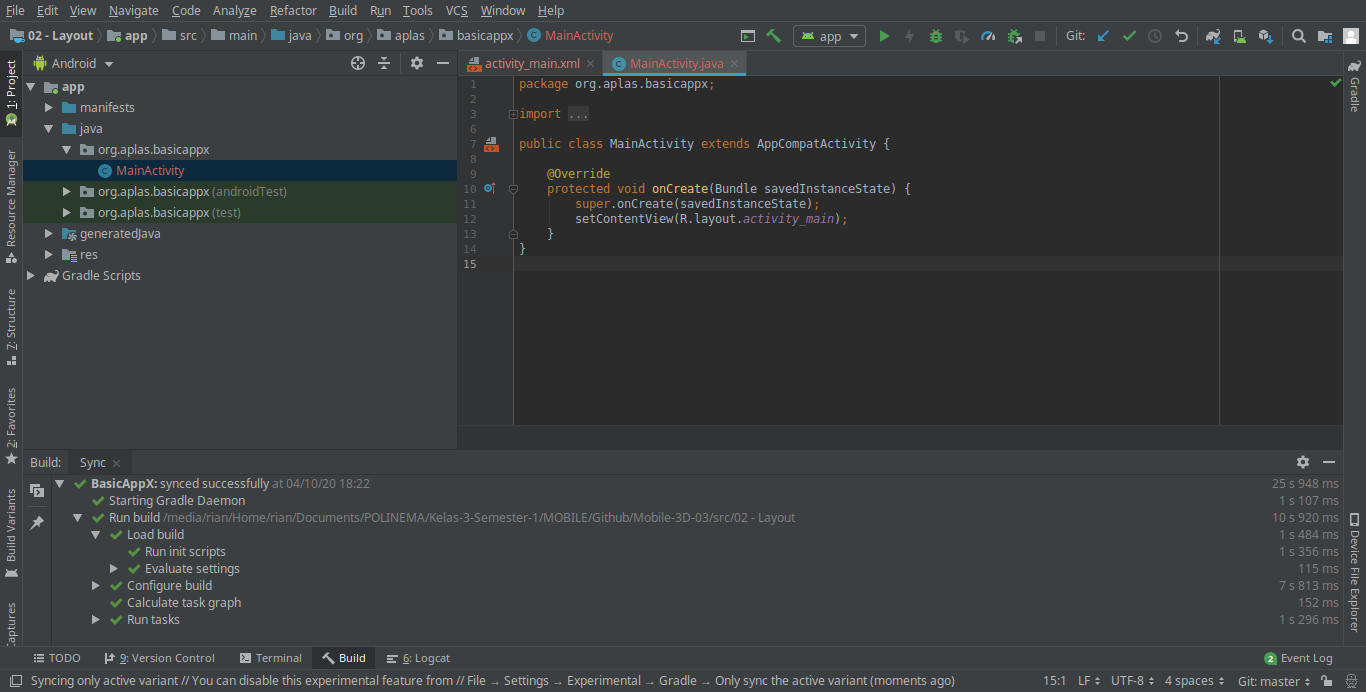 File Edit View Navigate Code Analyze Refactor Build Run Tools VCS Window Help
02 - Layout app src main java org aplas basicappx MainActivity app Git:
Android activity_main.xml MainActivity.java
1: Project
Resource Manager
7: Structure
2: Favorites
Build Variants
Captures
app
manifests
java
org.aplas.basicappx
MainActivity
org.aplas.basicappx (androidTest)
org.aplas.basicappx (test)
generatedJava
res
Gradle Scripts
1 package org.aplas.basicappx;
2
3 import ...
6
7 public class MainActivity extends AppCompatActivity {
8
9 @Override
10 protected void onCreate(Bundle savedInstanceState) {
11 super.onCreate(savedInstanceState);
12 setContentView(R.layout.activity_main);
13 }
14 }
15
Gradle
Device File Explorer
Build: Sync
BasicAppX: synced successfully at 04/10/20 18:22 25 s 948 ms
Starting Gradle Daemon 1 s 107 ms
Run build /media/rian/Home/rian/Documents/POLINEMA/Kelas-3-Semester-1/MOBILE/Github/Mobile-3D-03/src/02 - Layout 10 s 920 ms
Load build 1 s 484 ms
Run init scripts 1 s 356 ms
Evaluate settings 115 ms
Configure build 7 s 813 ms
Calculate task graph 152 ms
Run tasks 1 s 296 ms
TODO 9: Version Control Terminal Build 6: Logcat 2 Event Log
Syncing only active variant // You can disable this experimental feature from // File → Settings → Experimental → Gradle → Only sync the active variant (moments ago) 15:1 LF UTF-8 4 spaces Git: master